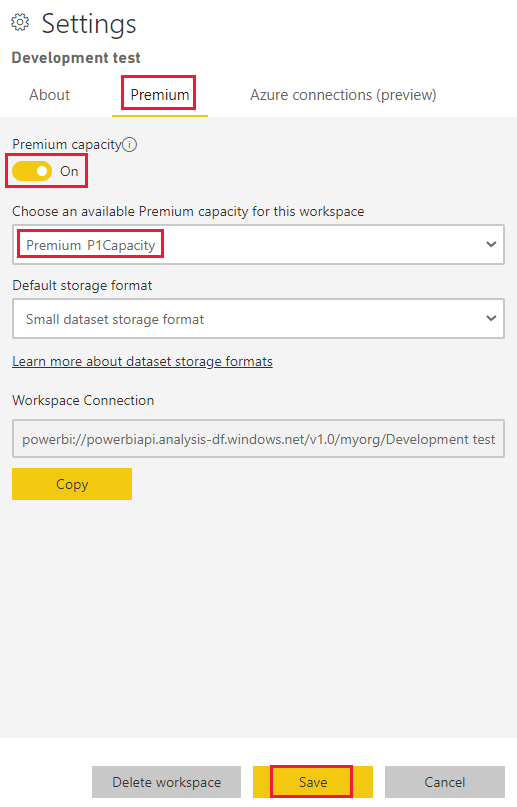 Settings
Development test
About Premium Azure connections (preview)
Premium capacity
On
Choose an available Premium capacity for this workspace
Premium P1Capacity
Default storage format
Small dataset storage format
Learn more about dataset storage formats
Workspace Connection
powerbi://powerbiapi.analysis-df.windows.net/v1.0/myorg/Development test
Copy
Delete workspace Save Cancel